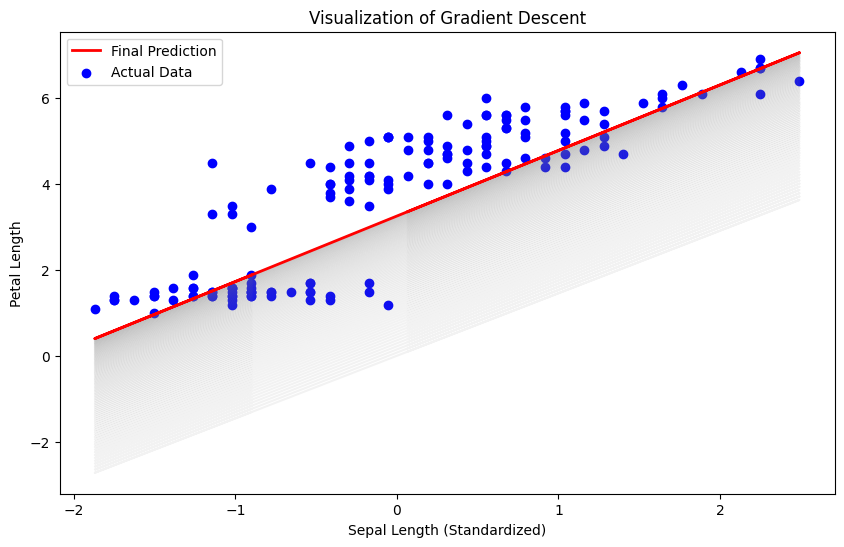 Visualization of Gradient Descent
Final Prediction
Actual Data
Petal Length
6
4
2
0
−2
−2
−1
0
1
2
Sepal Length (Standardized)